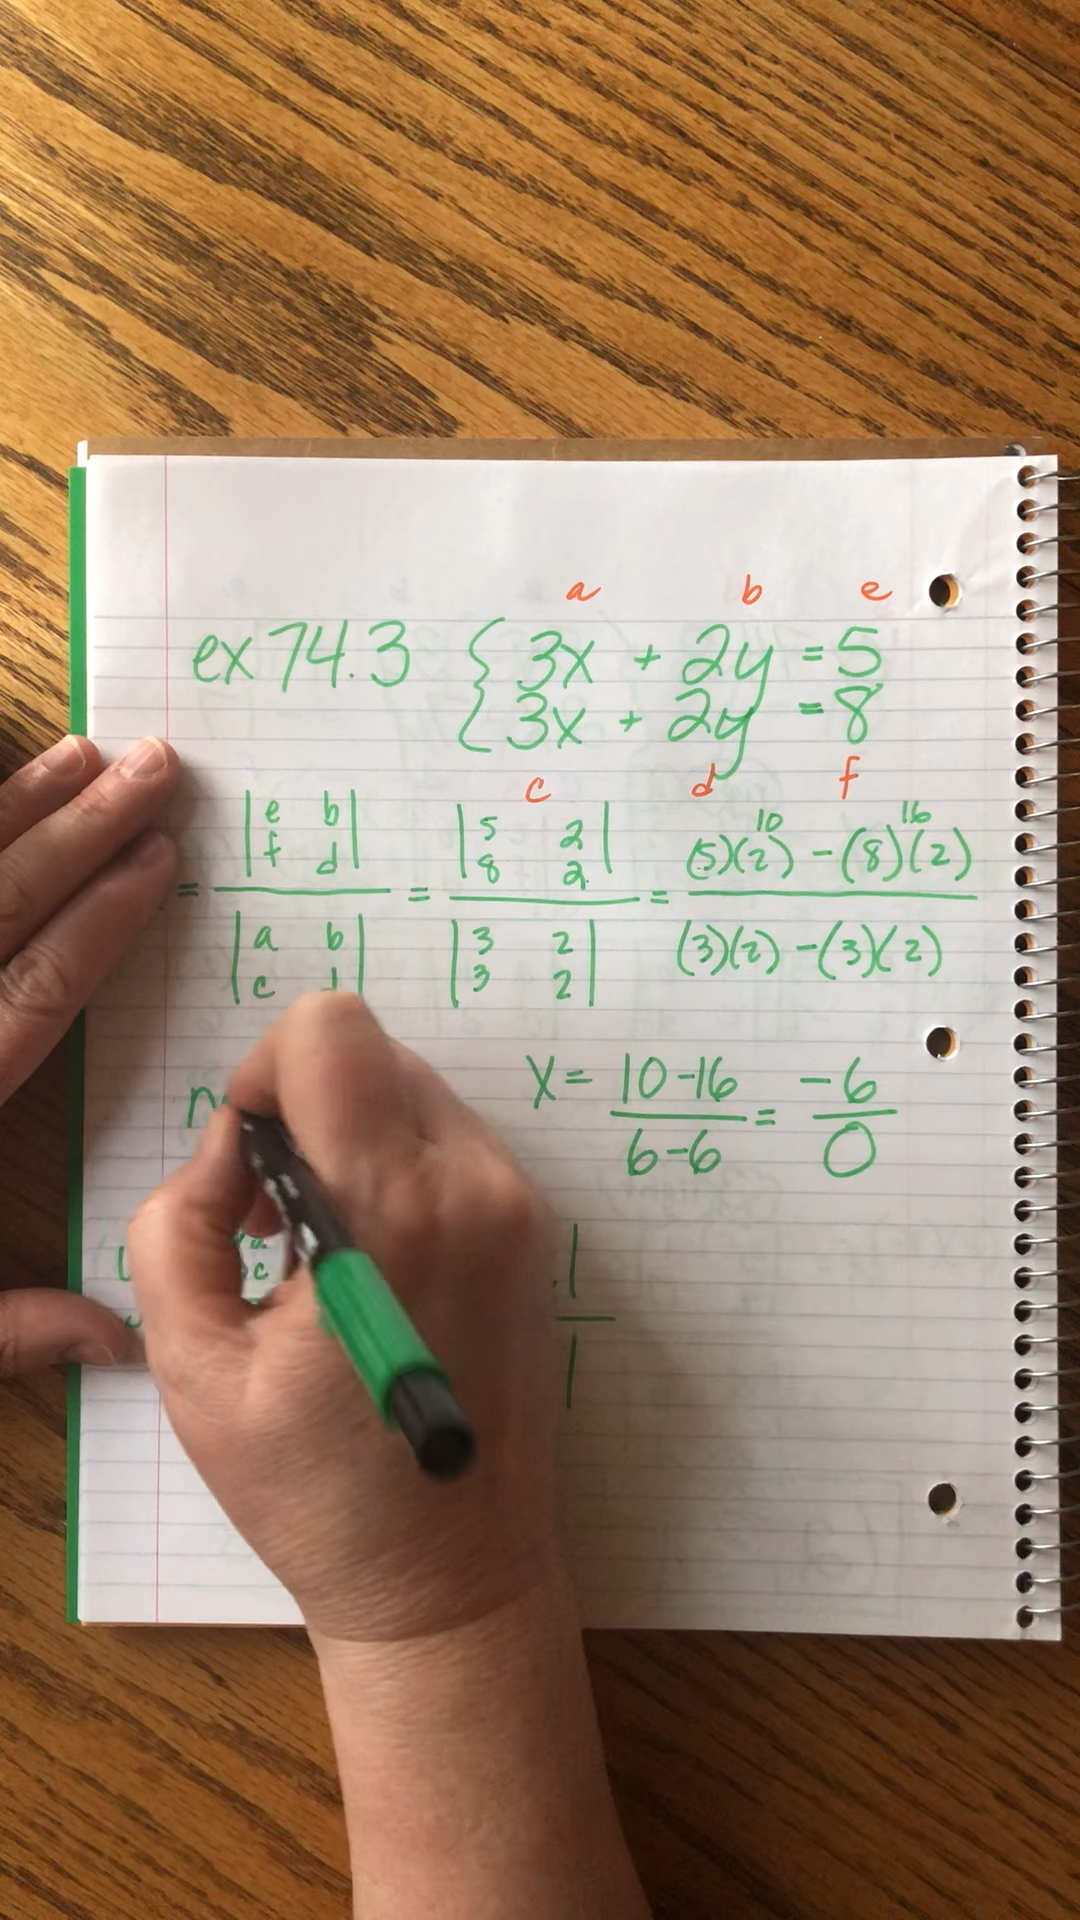 a b e
ex 74.3 { 3x + 2y = 5
3x + 2y = 8
c d f
|e b| |5 2| 10 16
|f d| |8 2| (5)(2) - (8)(2)
= = =
|a b| |3 2| (3)(2) - (3)(2)
|c |3 2|
x = 10-16 = -6
6-6 0
a
c